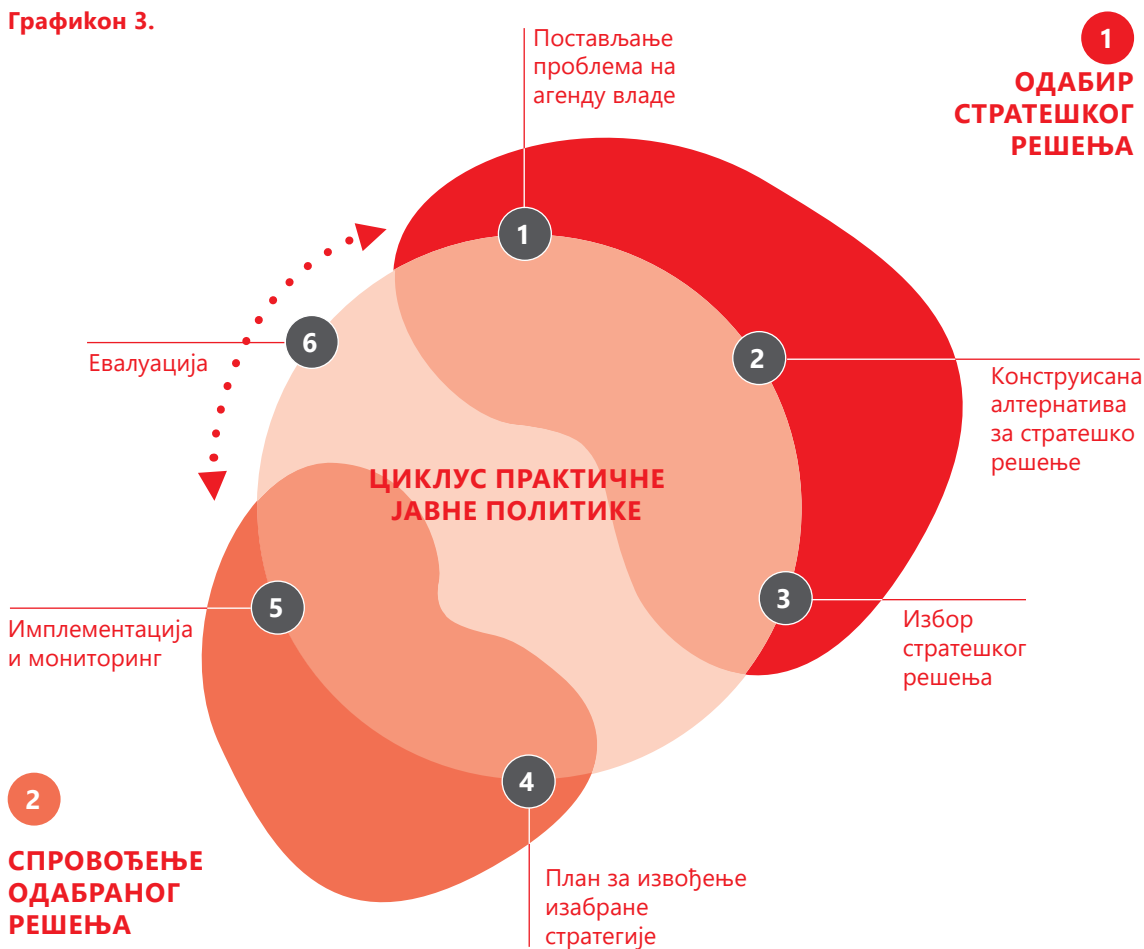 Графикон 3.
1
ОДАБИР
СТРАТЕШКОГ
РЕШЕЊА
Постављање
проблема на
агенду владе
1
2
Конструисана
алтернатива
за стратешко
решење
3
Избор
стратешког
решења
4
План за извођење
изабране
стратегије
5
Имплементација
и мониторинг
6
Евалуација
ЦИКЛУС ПРАКТИЧНЕ
ЈАВНЕ ПОЛИТИКЕ
2
СПРОВОЂЕЊЕ
ОДАБРАНОГ
РЕШЕЊА